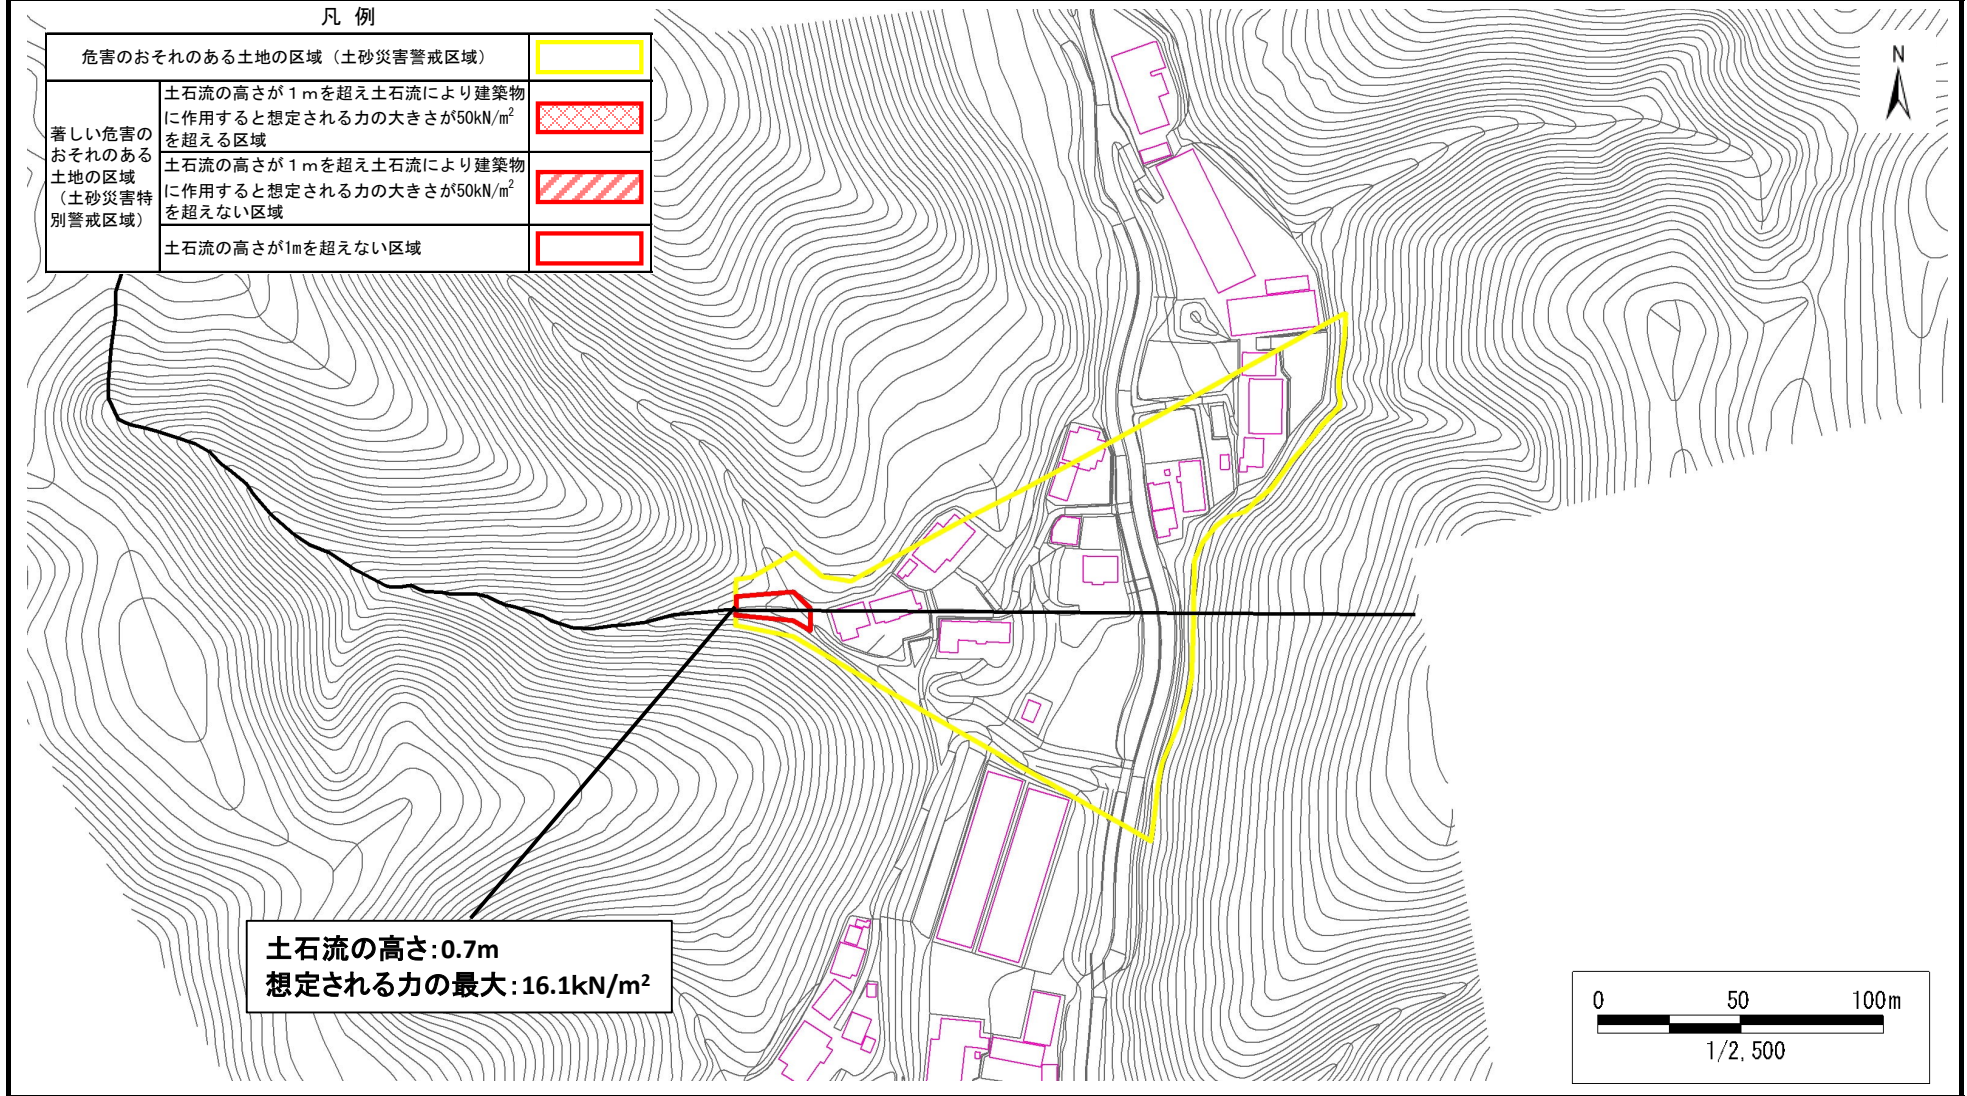 凡 例
危害のおそれのある土地の区域（土砂災害警戒区域）
著しい危害の
おそれのある
土地の区域
（土砂災害特
別警戒区域）
土石流の高さが１ｍを超え土石流により建築物
に作用すると想定される力の大きさが50kN/m²
を超える区域
土石流の高さが１ｍを超え土石流により建築物
に作用すると想定される力の大きさが50kN/m²
を超えない区域
土石流の高さが1mを超えない区域
N
土石流の高さ:0.7m
想定される力の最大:16.1kN/m²
0 50 100m
1/2,500